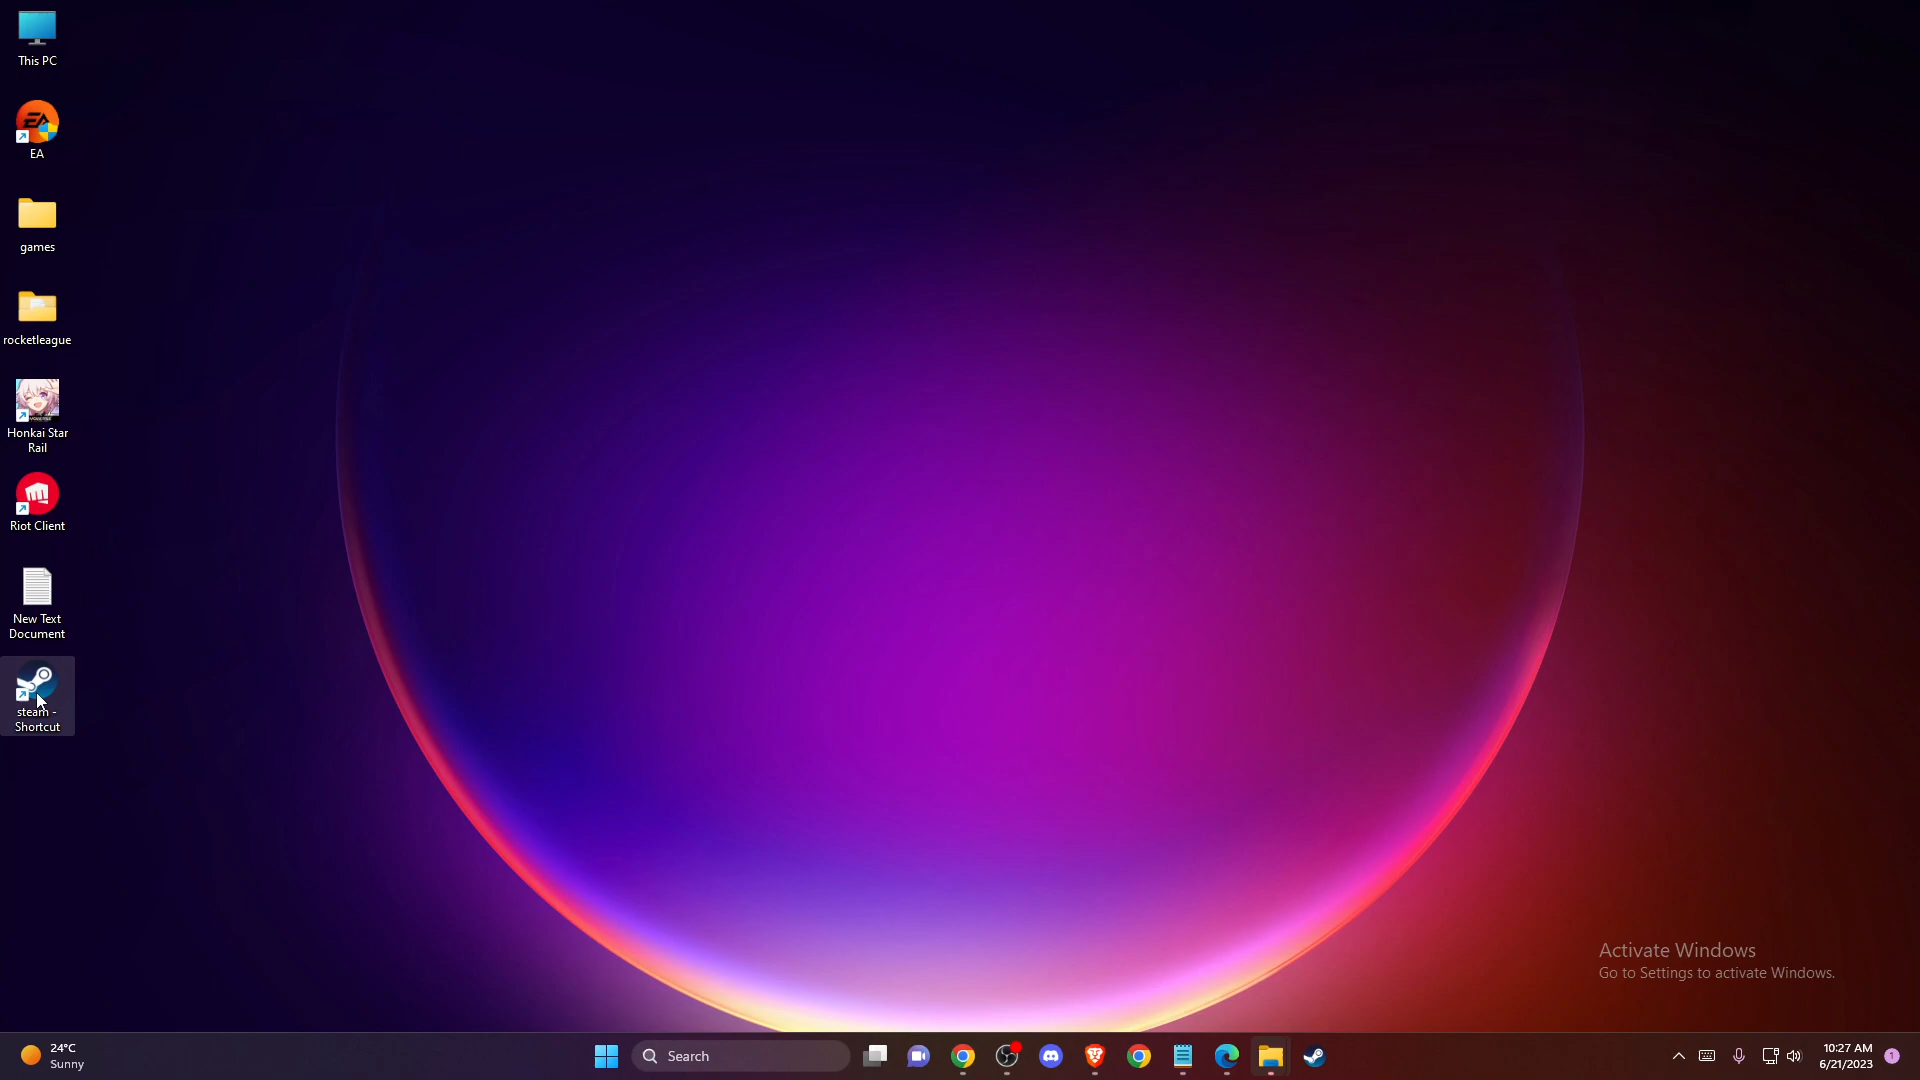 This PC
EA
games
rocketleague
Honkai Star
Rail
Riot Client
New Text
Document
steam -
Shortcut
Activate Windows
Go to Settings to activate Windows.
24°C
Sunny
Search
10:27 AM
6/21/2023
1